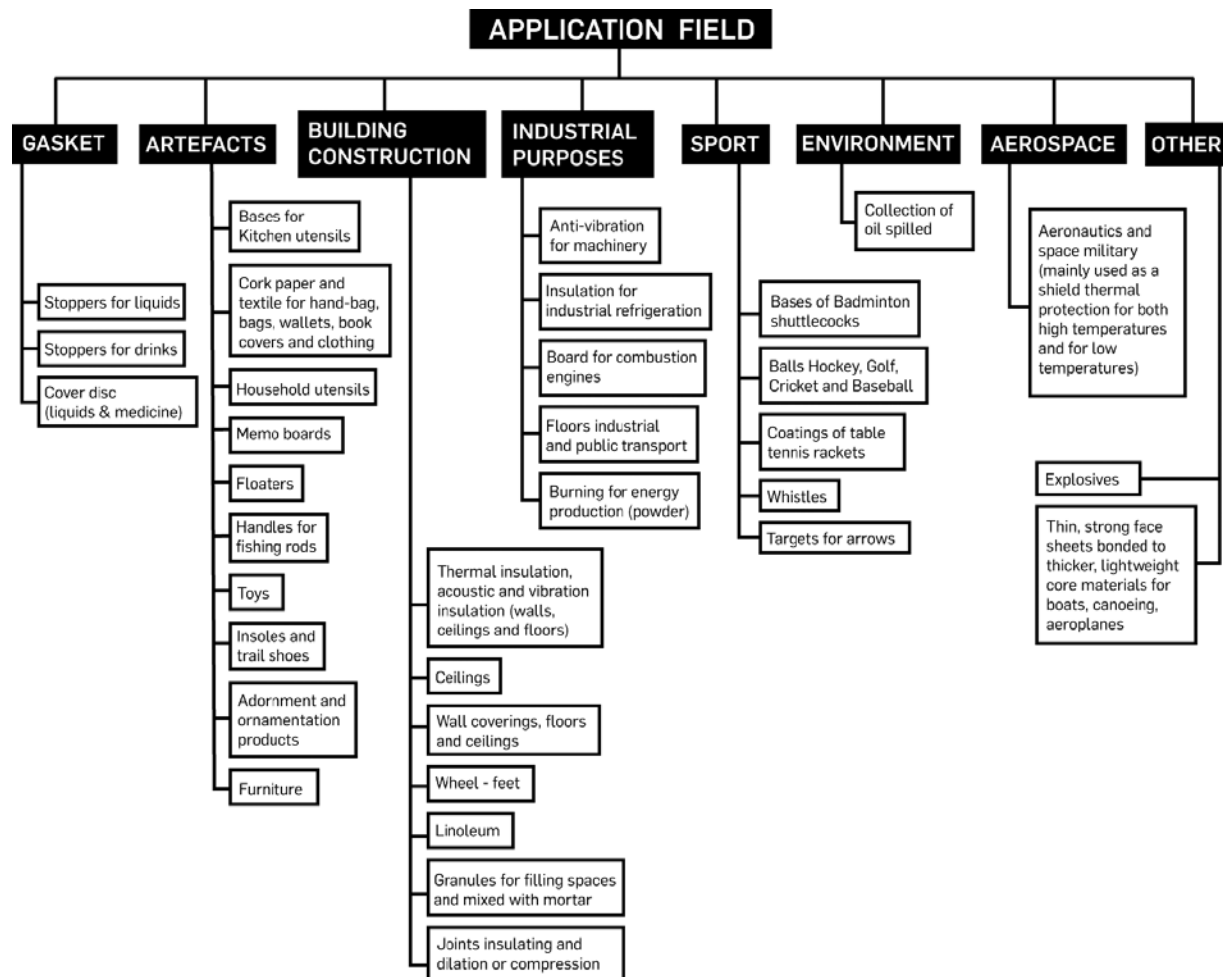 APPLICATION FIELD
GASKET
Stoppers for liquids
Stoppers for drinks
Cover disc
(liquids & medicine)
ARTEFACTS
Bases for
Kitchen utensils
Cork paper and
textile for hand-bag,
bags, wallets, book
covers and clothing
Household utensils
Memo boards
Floaters
Handles for
fishing rods
Toys
Insoles and
trail shoes
Adornment and
ornamentation
products
Furniture
BUILDING
CONSTRUCTION
Thermal insulation,
acoustic and vibration
insulation (walls,
ceilings and floors)
Ceilings
Wall coverings, floors
and ceilings
Wheel - feet
Linoleum
Granules for filling spaces
and mixed with mortar
Joints insulating and
dilation or compression
INDUSTRIAL
PURPOSES
Anti-vibration
for machinery
Insulation for
industrial refrigeration
Board for combustion
engines
Floors industrial
and public transport
Burning for energy
production (powder)
SPORT
Bases of Badminton
shuttlecocks
Balls Hockey, Golf,
Cricket and Baseball
Coatings of table
tennis rackets
Whistles
Targets for arrows
ENVIRONMENT
Collection of
oil spilled
AEROSPACE
Aeronautics and
space military
(mainly used as a
shield thermal
protection for both
high temperatures
and for low
temperatures)
OTHER
Explosives
Thin, strong face
sheets bonded to
thicker, lightweight
core materials for
boats, canoeing,
aeroplanes